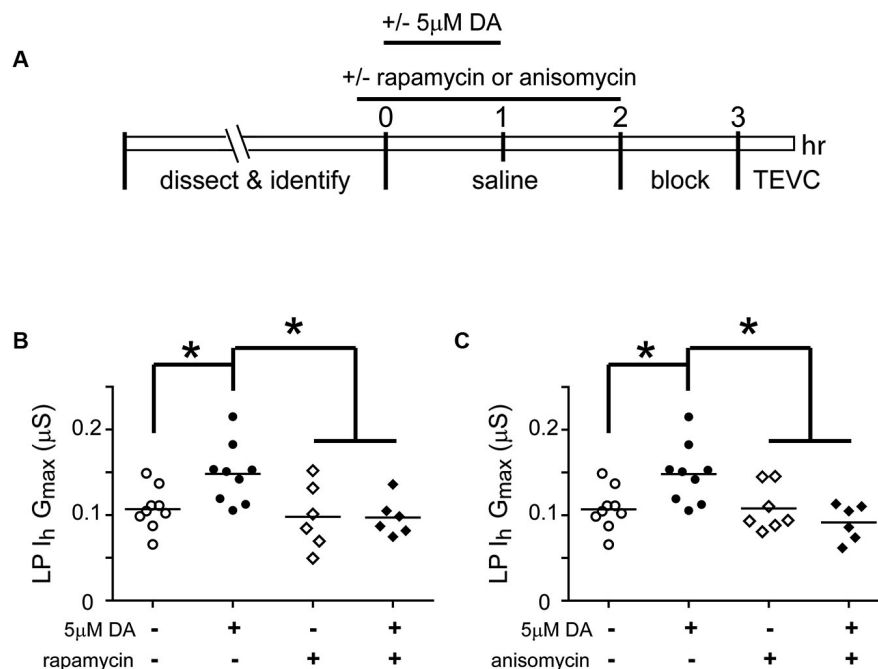 A
+/- 5μM DA
+/- rapamycin or anisomycin
0 1 2 3
hr
dissect & identify saline block TEVC
B
*
*
LP Ih Gmax (μS)
0.2
0.1
0
5μM DA - + - +
rapamycin - - + +
C
*
*
LP Ih Gmax (μS)
0.2
0.1
0
5μM DA - + - +
anisomycin - - + +